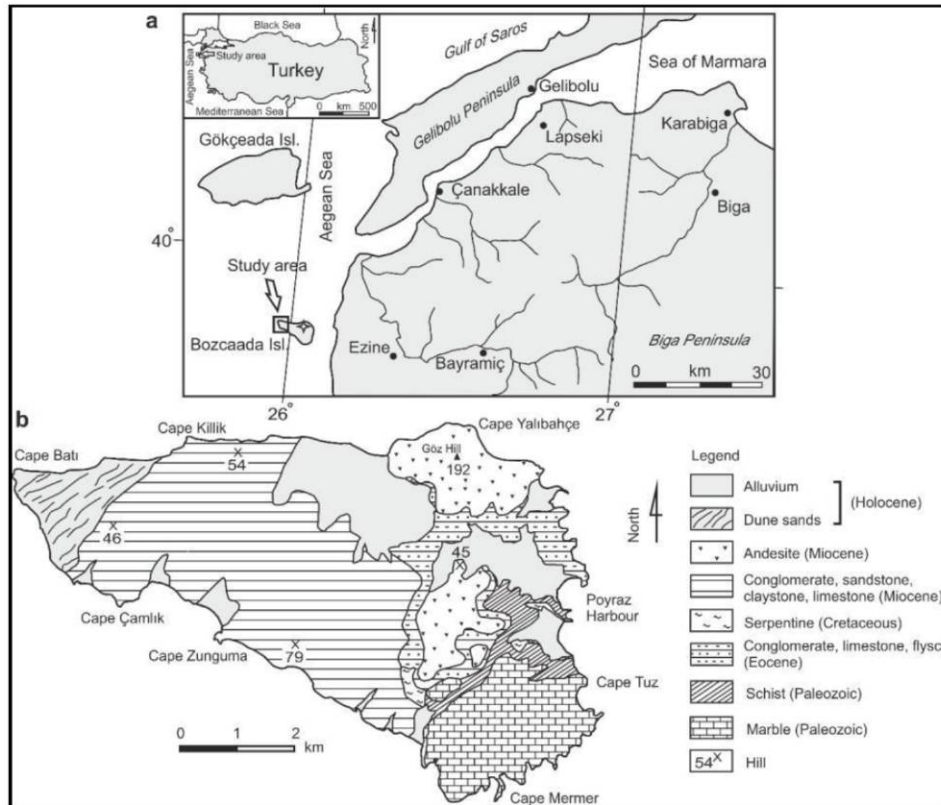 a
Black Sea
North
Aegean Sea
Study area
Turkey
Mediterranean Sea
0 km 500
Gulf of Saros
Sea of Marmara
Gelibolu Peninsula
Gelibolu
Lapseki
Karabiga
Gökçeada Isl.
Aegean Sea
Çanakkale
Biga
40°
Study area
Bozcaada Isl.
Ezine
Bayramiç
Biga Peninsula
0 km 30
26°
27°
b
Cape Killik
Cape Yalıbahçe
Cape Batı
Göz Hill
54
192
46
45
Cape Çamlık
Poyraz
Harbour
Cape Zunguma
79
Cape Tuz
0 1 2
km
Cape Mermer
North
Legend
Alluvium
Dune sands
(Holocene)
Andesite (Miocene)
Conglomerate, sandstone,
claystone, limestone (Miocene)
Serpentine (Cretaceous)
Conglomerate, limestone, flysc
(Eocene)
Schist (Paleozoic)
Marble (Paleozoic)
54 Hill